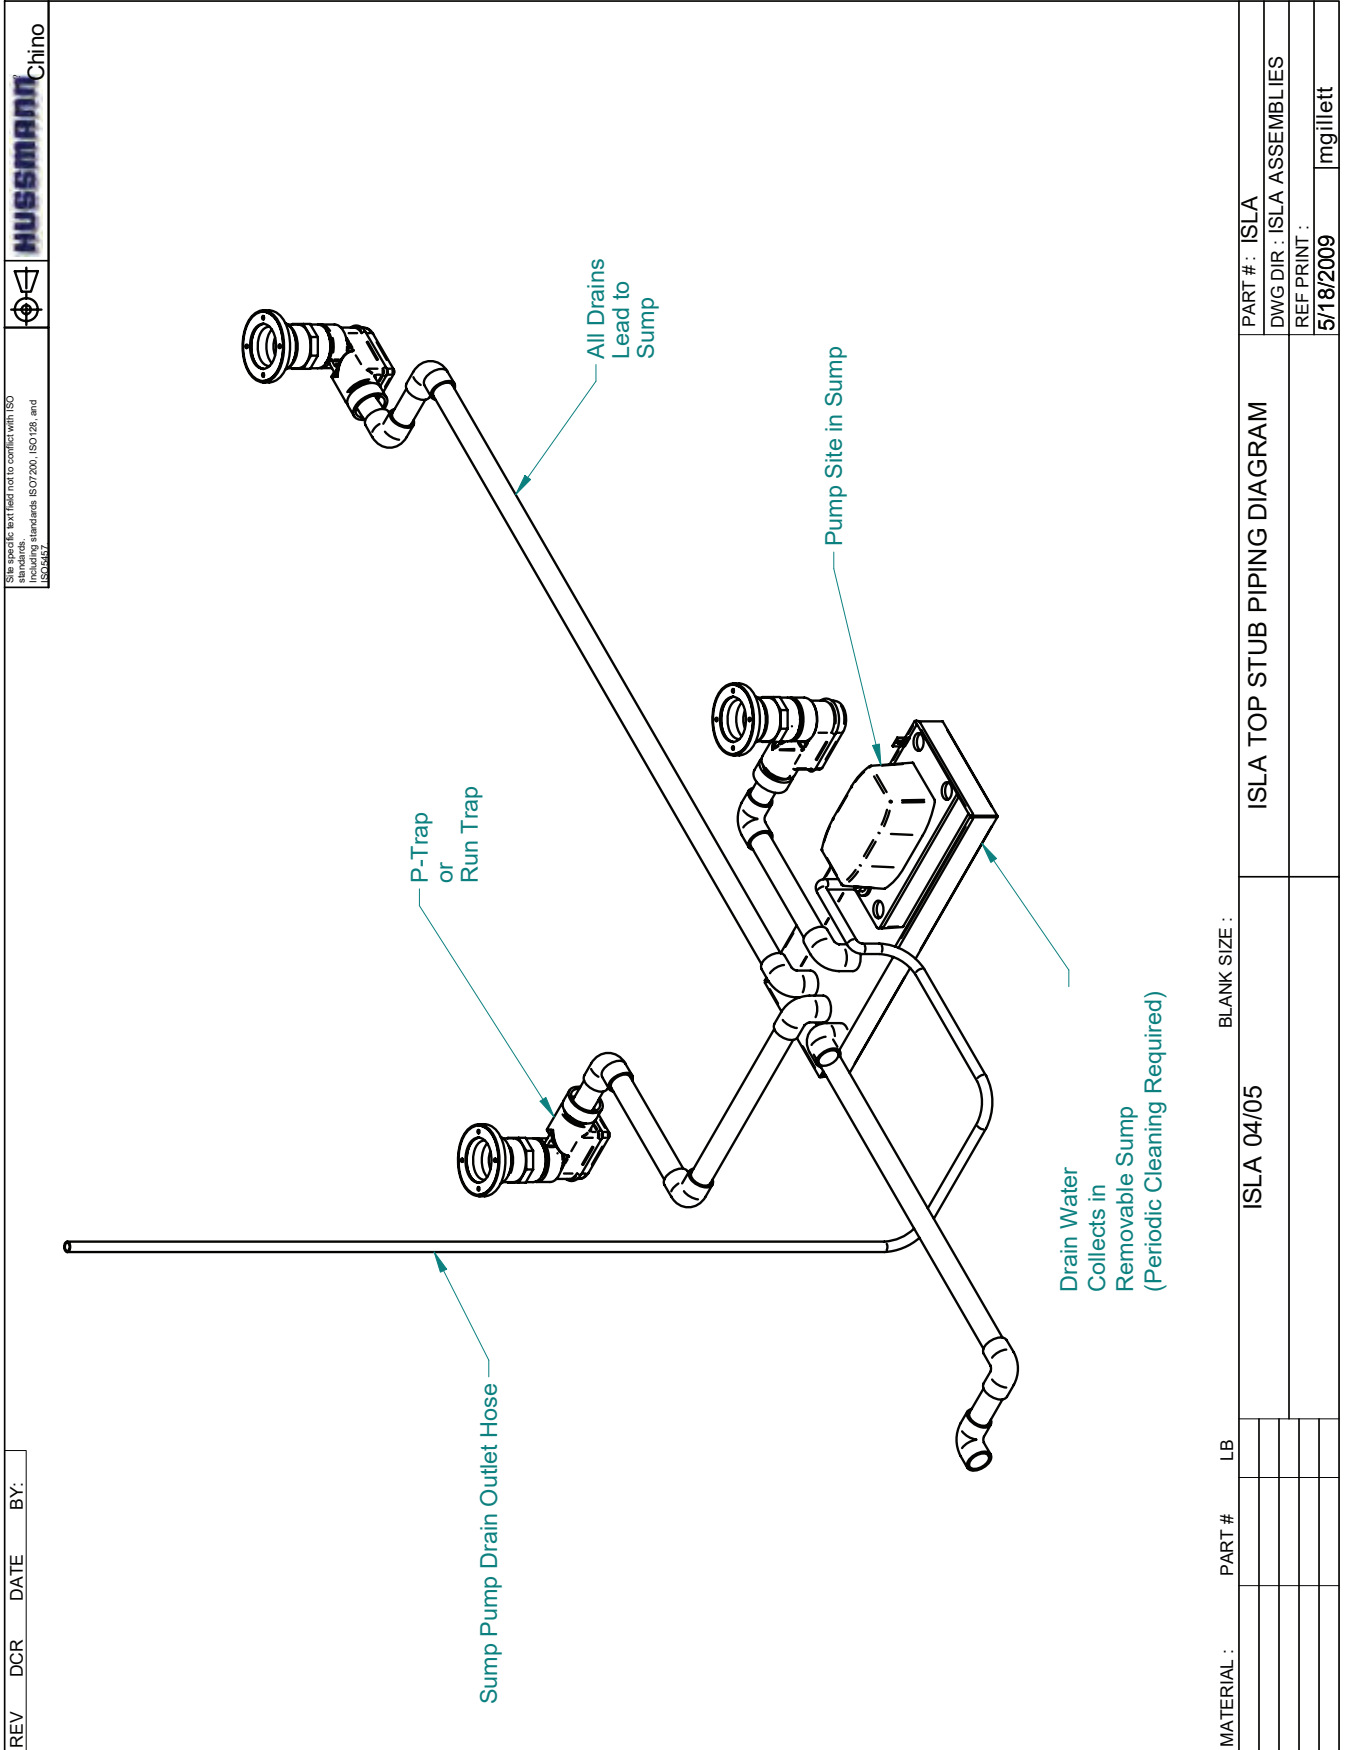 REV DCR DATE BY:
Site specific text field not to conflict with ISO
standards.
Including standards ISO7200, ISO128, and
ISO5457.
HUSSMANN
Chino
Sump Pump Drain Outlet Hose
P-Trap
or
Run Trap
All Drains
Lead to
Sump
Pump Site in Sump
Drain Water
Collects in
Removable Sump
(Periodic Cleaning Required)
MATERIAL : PART # LB
BLANK SIZE :
ISLA 04/05
ISLA TOP STUB PIPING DIAGRAM
PART # : ISLA
DWG DIR : ISLA ASSEMBLIES
REF PRINT :
5/18/2009 mgillett